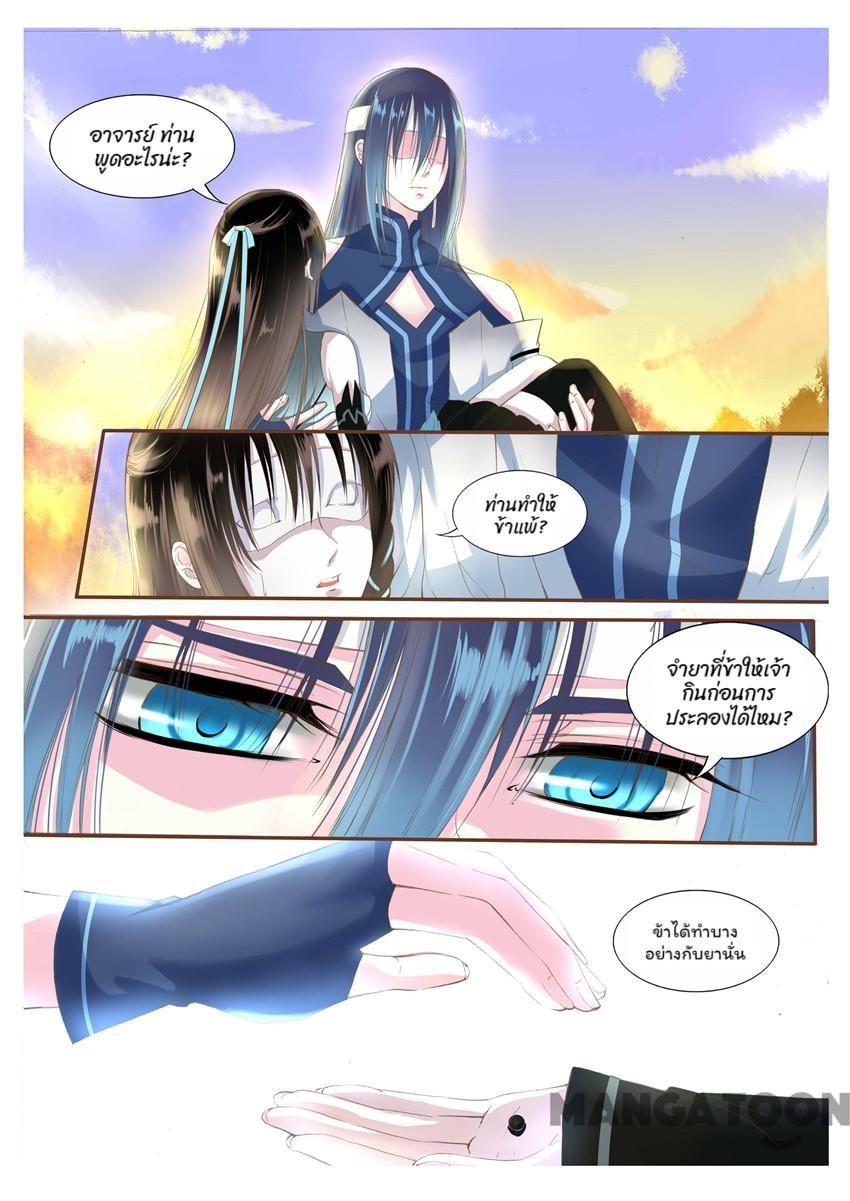 อาจารย์ ท่าน
พูดอะไรน่ะ?
ท่านทำให้
ข้าแพ้?
จำยาที่ข้าให้เจ้า
กินก่อนการ
ประลองได้ไหม?
ข้าได้ทำบาง
อย่างกับยานั่น
MANGATOON